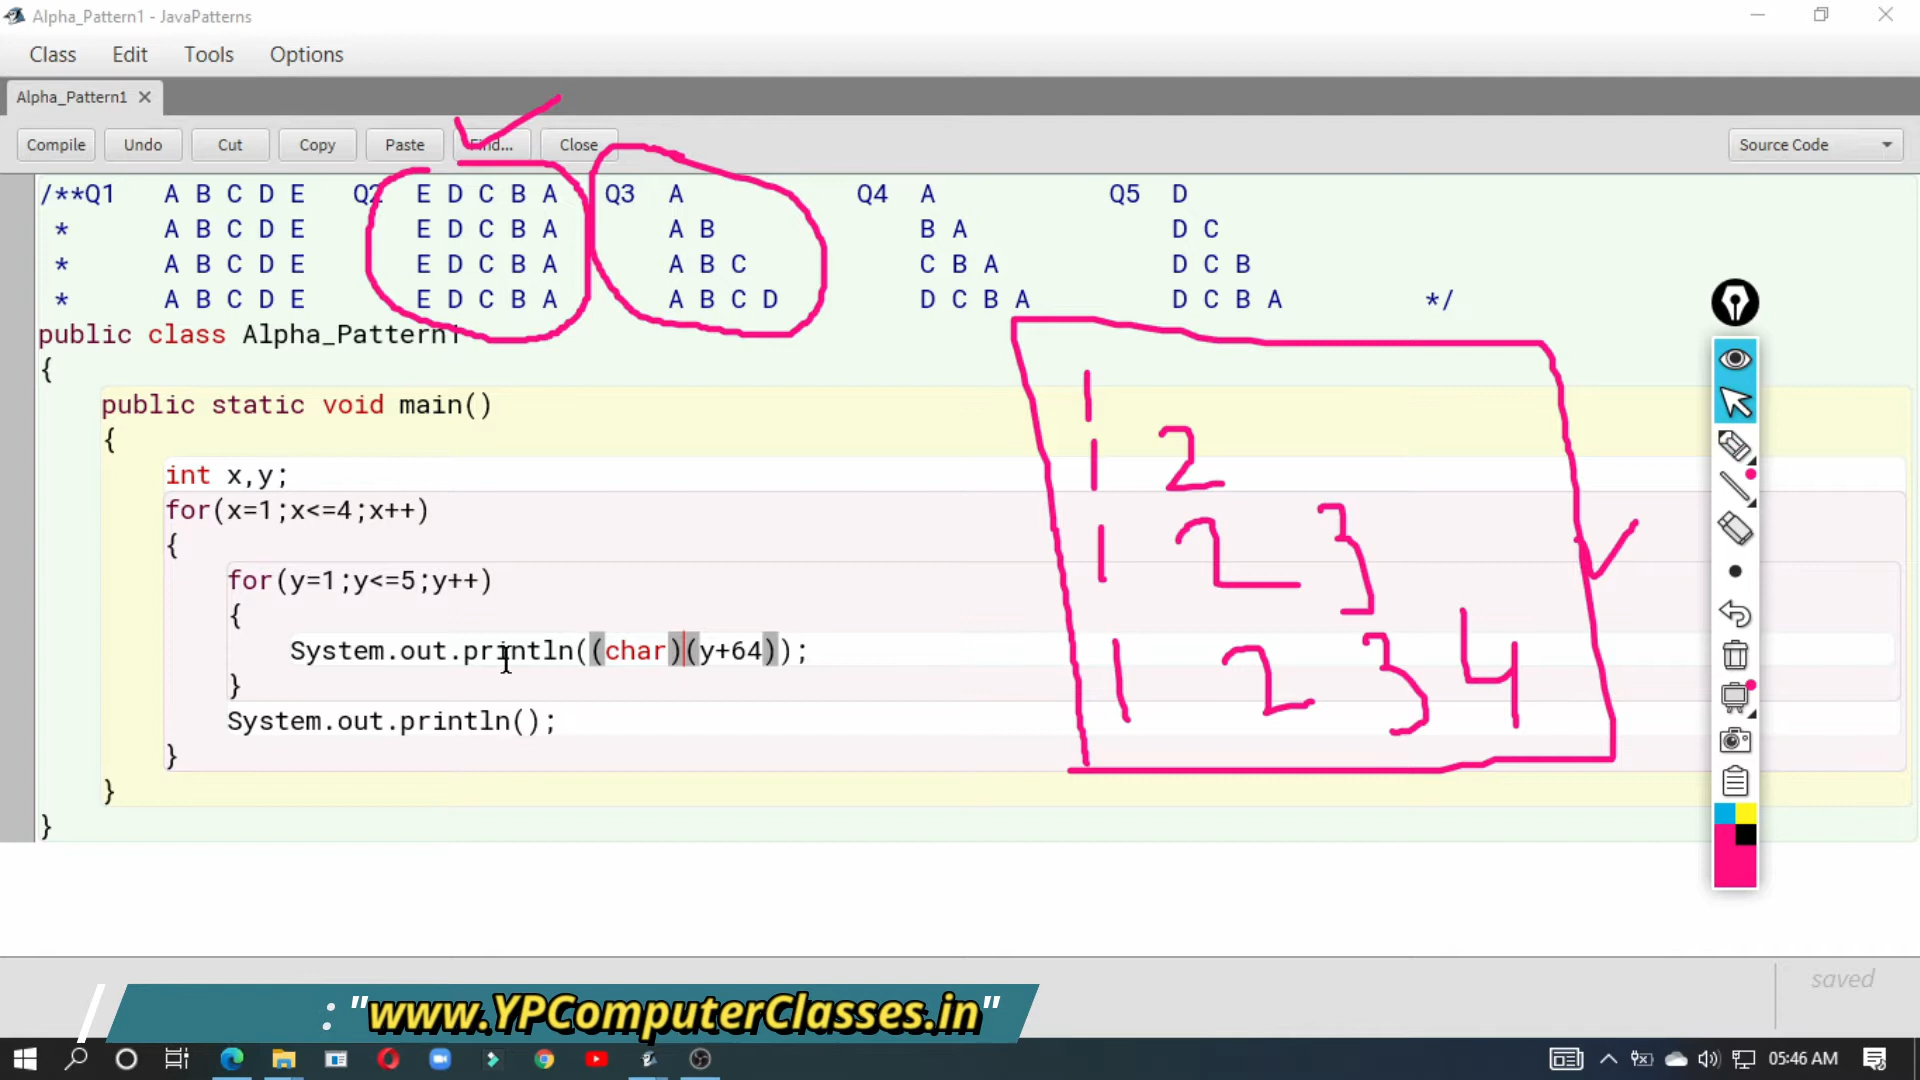 Alpha_Pattern1 - JavaPatterns
Class Edit Tools Options
Alpha_Pattern1
Compile Undo Cut Copy Paste Find... Close Source Code
/**Q1 A B C D E Q2 E D C B A Q3 A Q4 A Q5 D
* A B C D E E D C B A A B B A D C
* A B C D E E D C B A A B C C B A D C B
* A B C D E E D C B A A B C D D C B A D C B A */
public class Alpha_Pattern1
{
public static void main()
{
int x,y;
for(x=1;x<=4;x++)
{
for(y=1;y<=5;y++)
{
System.out.println((char)(y+64));
}
System.out.println();
}
}
}
1
1 2
1 2 3
1 2 3 4
saved
/ : "www.YPComputerClasses.in"
05:46 AM